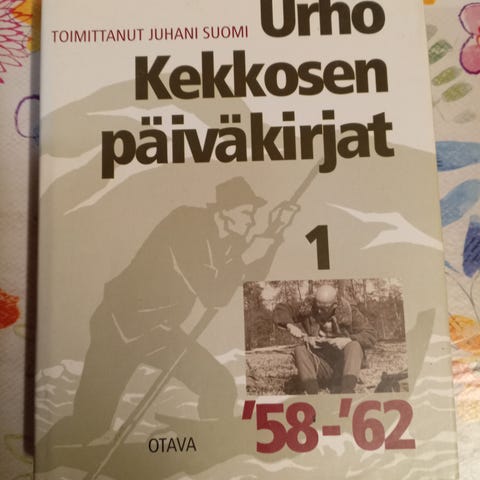 Urho
TOIMITTANUT JUHANI SUOMI
Kekkosen
päiväkirjat
1
'58-'62
OTAVA